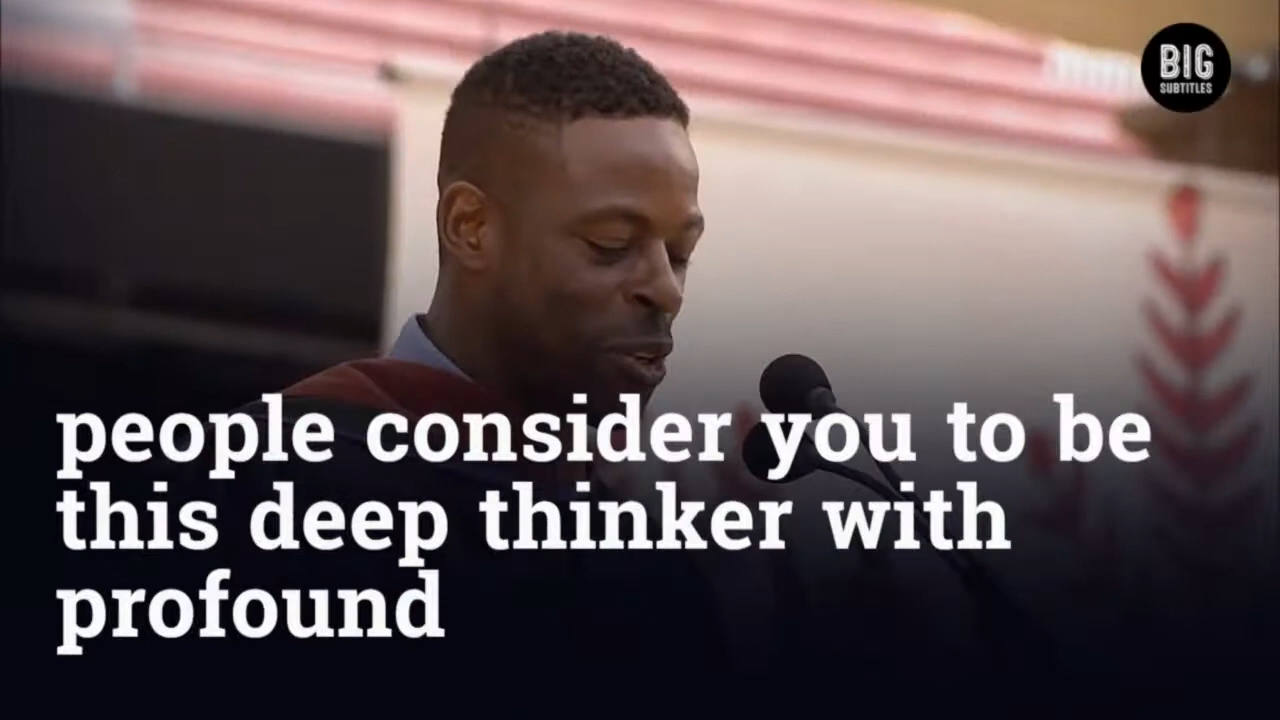 BIG
SUBTITLES
people consider you to be
this deep thinker with
profound